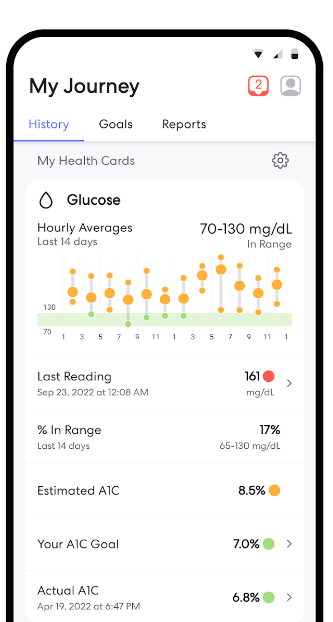 2
My Journey
History Goals Reports
My Health Cards
Glucose
Hourly Averages 70-130 mg/dL
Last 14 days In Range
130
70
1 3 5 7 9 11 1 3 5 7 9 11 1
Last Reading 161
Sep 23, 2022 at 12:08 AM mg/dL
% In Range 17%
Last 14 days 65-130 mg/dL
Estimated A1C 8.5%
Your A1C Goal 7.0%
Actual A1C 6.8%
Apr 19, 2022 at 6:47 PM